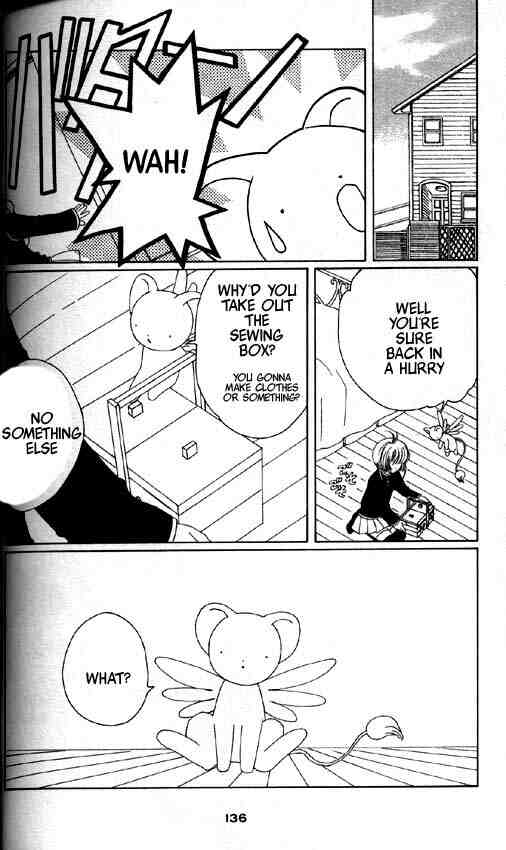 WAH!
WELL
YOU'RE
SURE
BACK IN
A HURRY
WHY'D YOU
TAKE OUT
THE
SEWING
BOX?
YOU GONNA
MAKE CLOTHES
OR SOMETHING?
NO
SOMETHING
ELSE
WHAT?
136